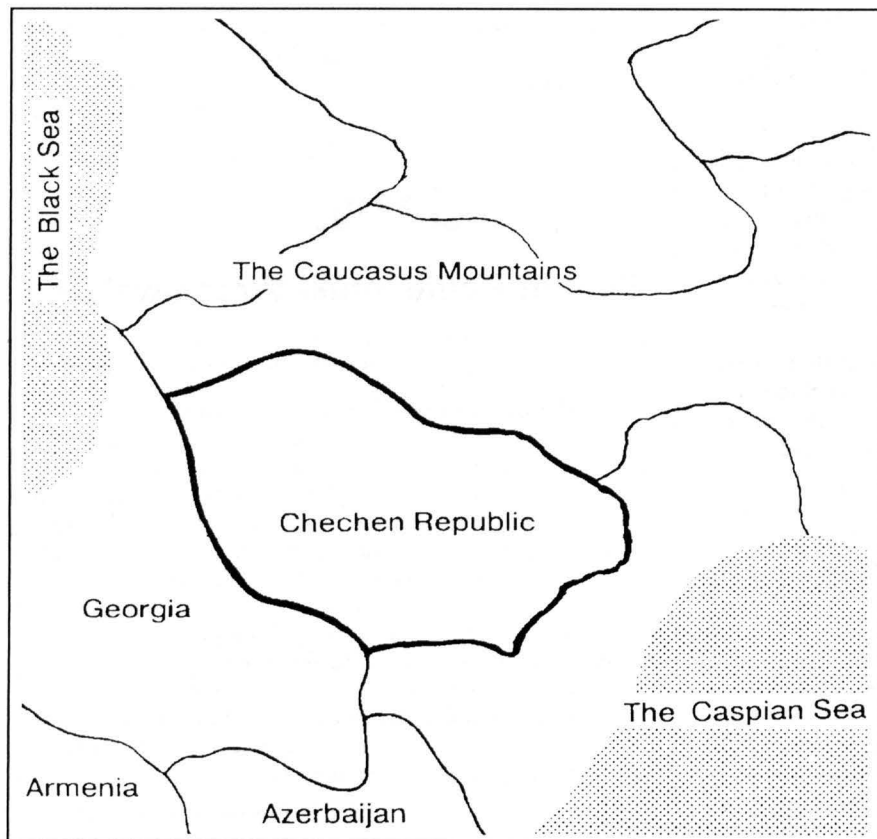 The Black Sea
The Caucasus Mountains
Chechen Republic
Georgia
The Caspian Sea
Armenia
Azerbaijan